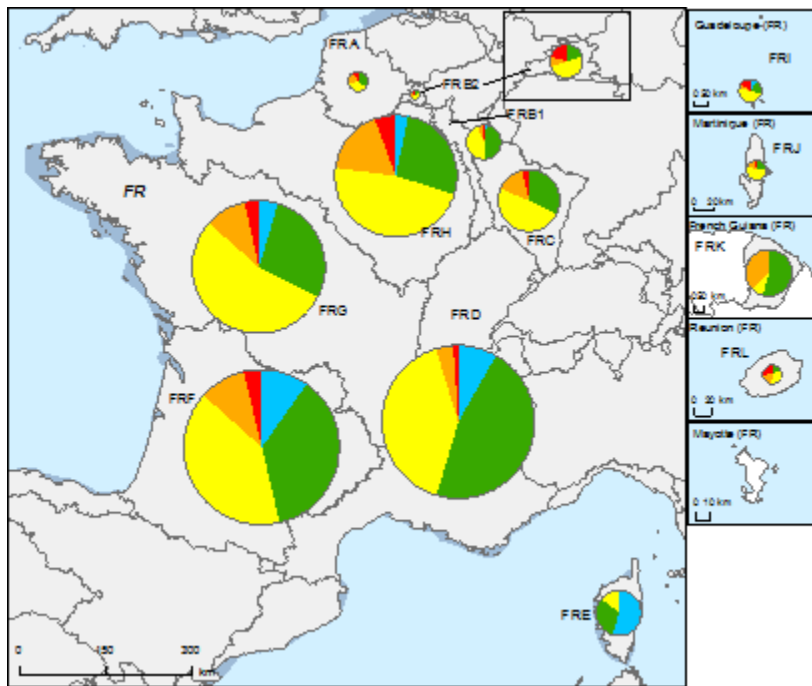 FRA
FRB2
FRB1
FR
FRH
FRC
FRG
FRD
FRF
FRE
0 150 300
km
Guadeloupe (FR)
FRI
Martinique (FR)
FRJ
0 20 km
French Guiana (FR)
FRK
Reunion (FR)
FRL
0 20 km
Mayotte (FR)
0 10 km